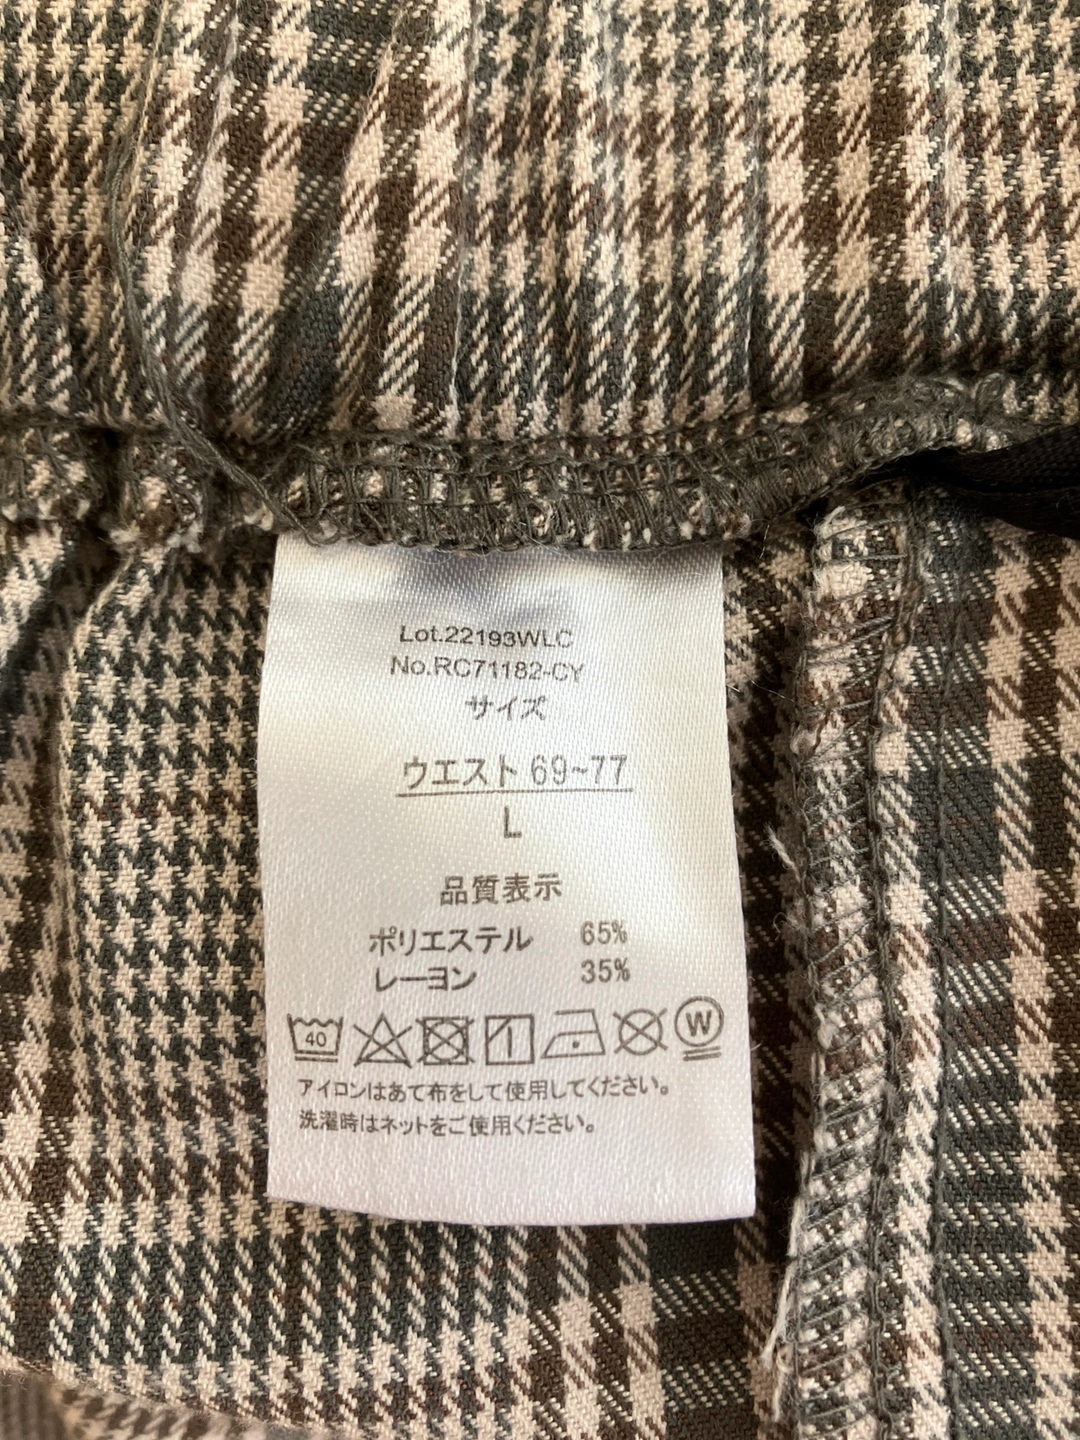 Lot.22193WLC
No.RC71182-CY
サイズ
ウエスト 69~77
L
品質表示
ポリエステル 65%
レーヨン 35%
40 W
アイロンはあて布をして使用してください。
洗濯時はネットをご使用ください。